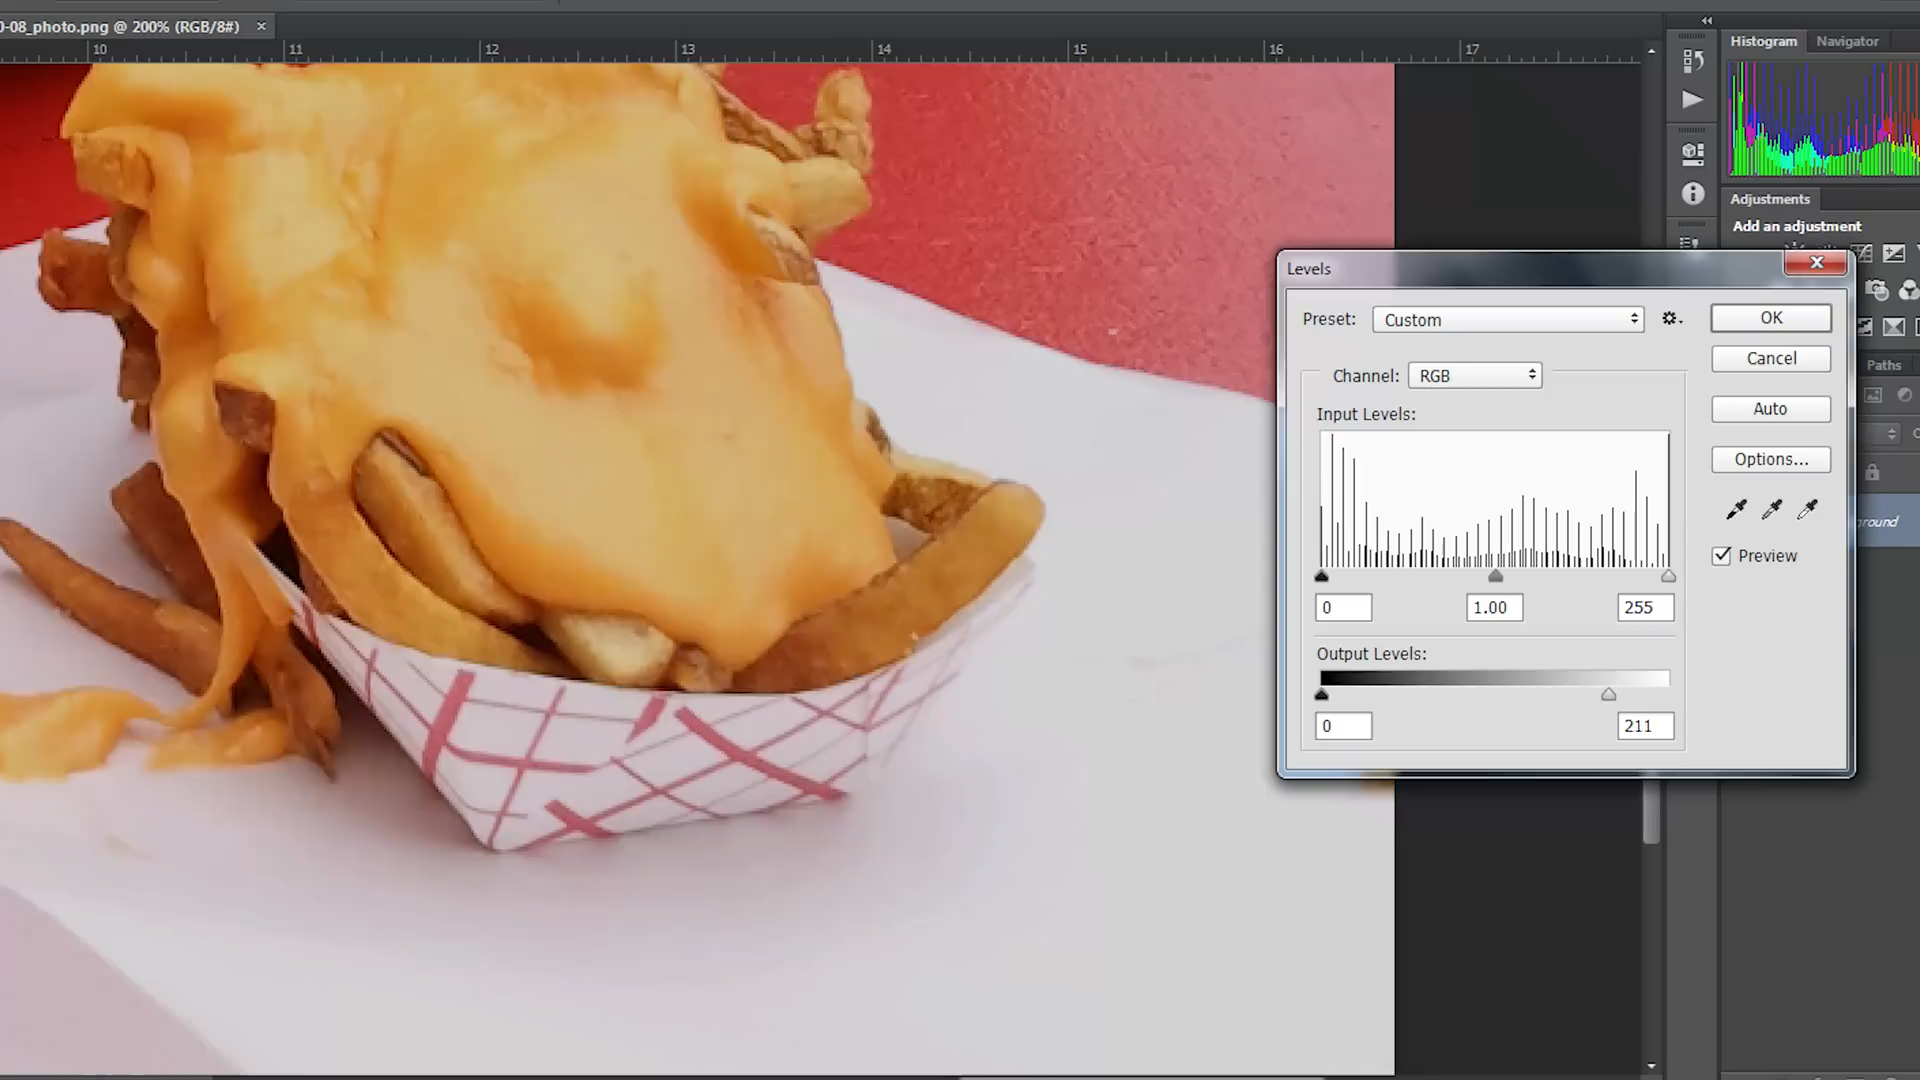 0-08_photo.png @ 200% (RGB/8#) ×
10 11 12 13 14 15 16 17
Histogram Navigator
Adjustments
Add an adjustment
Levels
Preset: Custom
OK
Cancel
Channel: RGB
Auto
Input Levels:
Options...
Preview
0 1.00 255
Output Levels:
0 211
Paths
ground